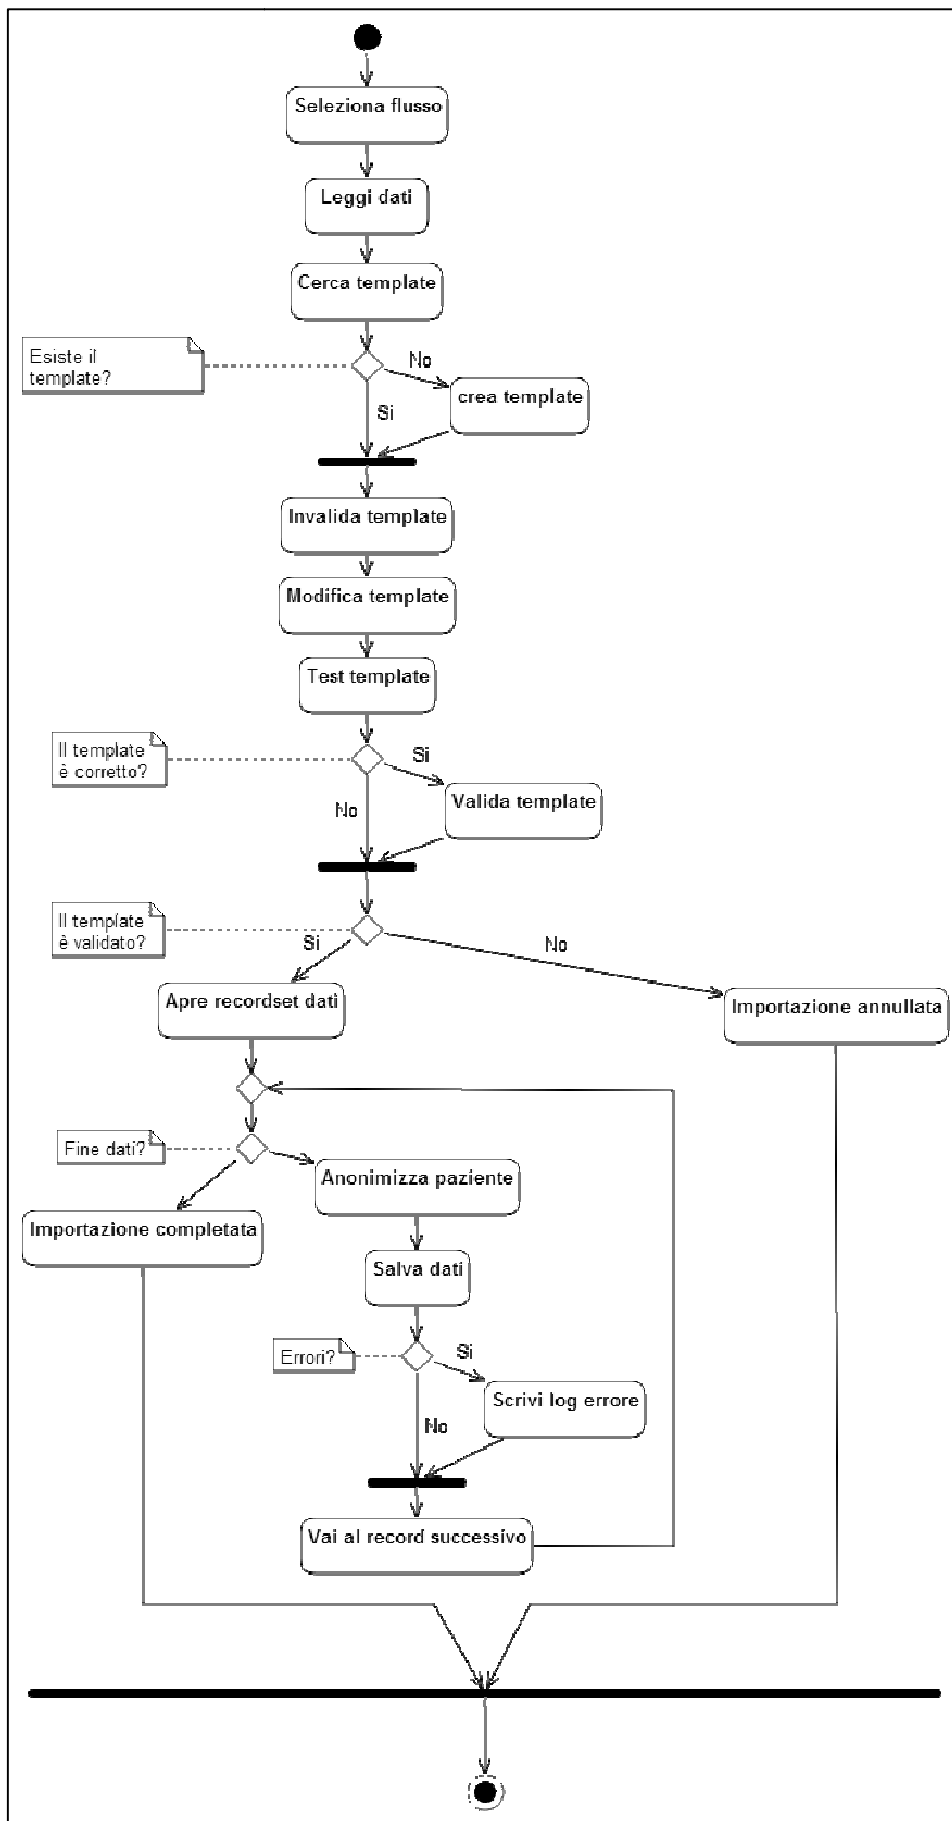 Seleziona flusso
Leggi dati
Cerca template
Esiste il
template?
No
crea template
Si
Invalida template
Modifica template
Test template
Il template
è corretto?
Si
Valida template
No
Il template
è validato?
Si
No
Apre recordset dati
Importazione annullata
Fine dati?
Anonimizza paziente
Importazione completata
Salva dati
Errori?
Si
Scrivi log errore
No
Vai al record successivo